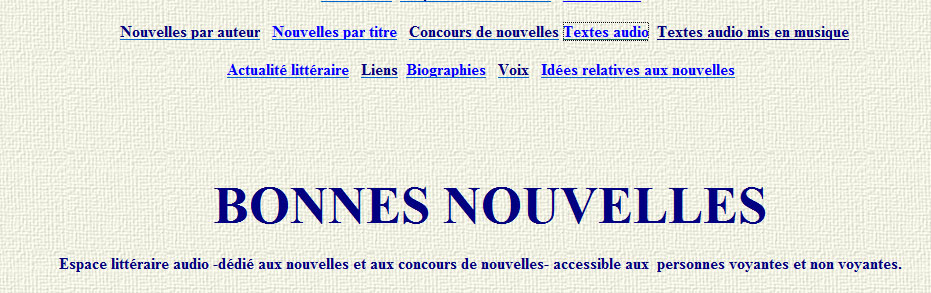 Nouvelles par auteur Nouvelles par titre Concours de nouvelles Textes audio Textes audio mis en musique
Actualité littéraire Liens Biographies Voix Idées relatives aux nouvelles
BONNES NOUVELLES
Espace littéraire audio -dédié aux nouvelles et aux concours de nouvelles- accessible aux personnes voyantes et non voyantes.